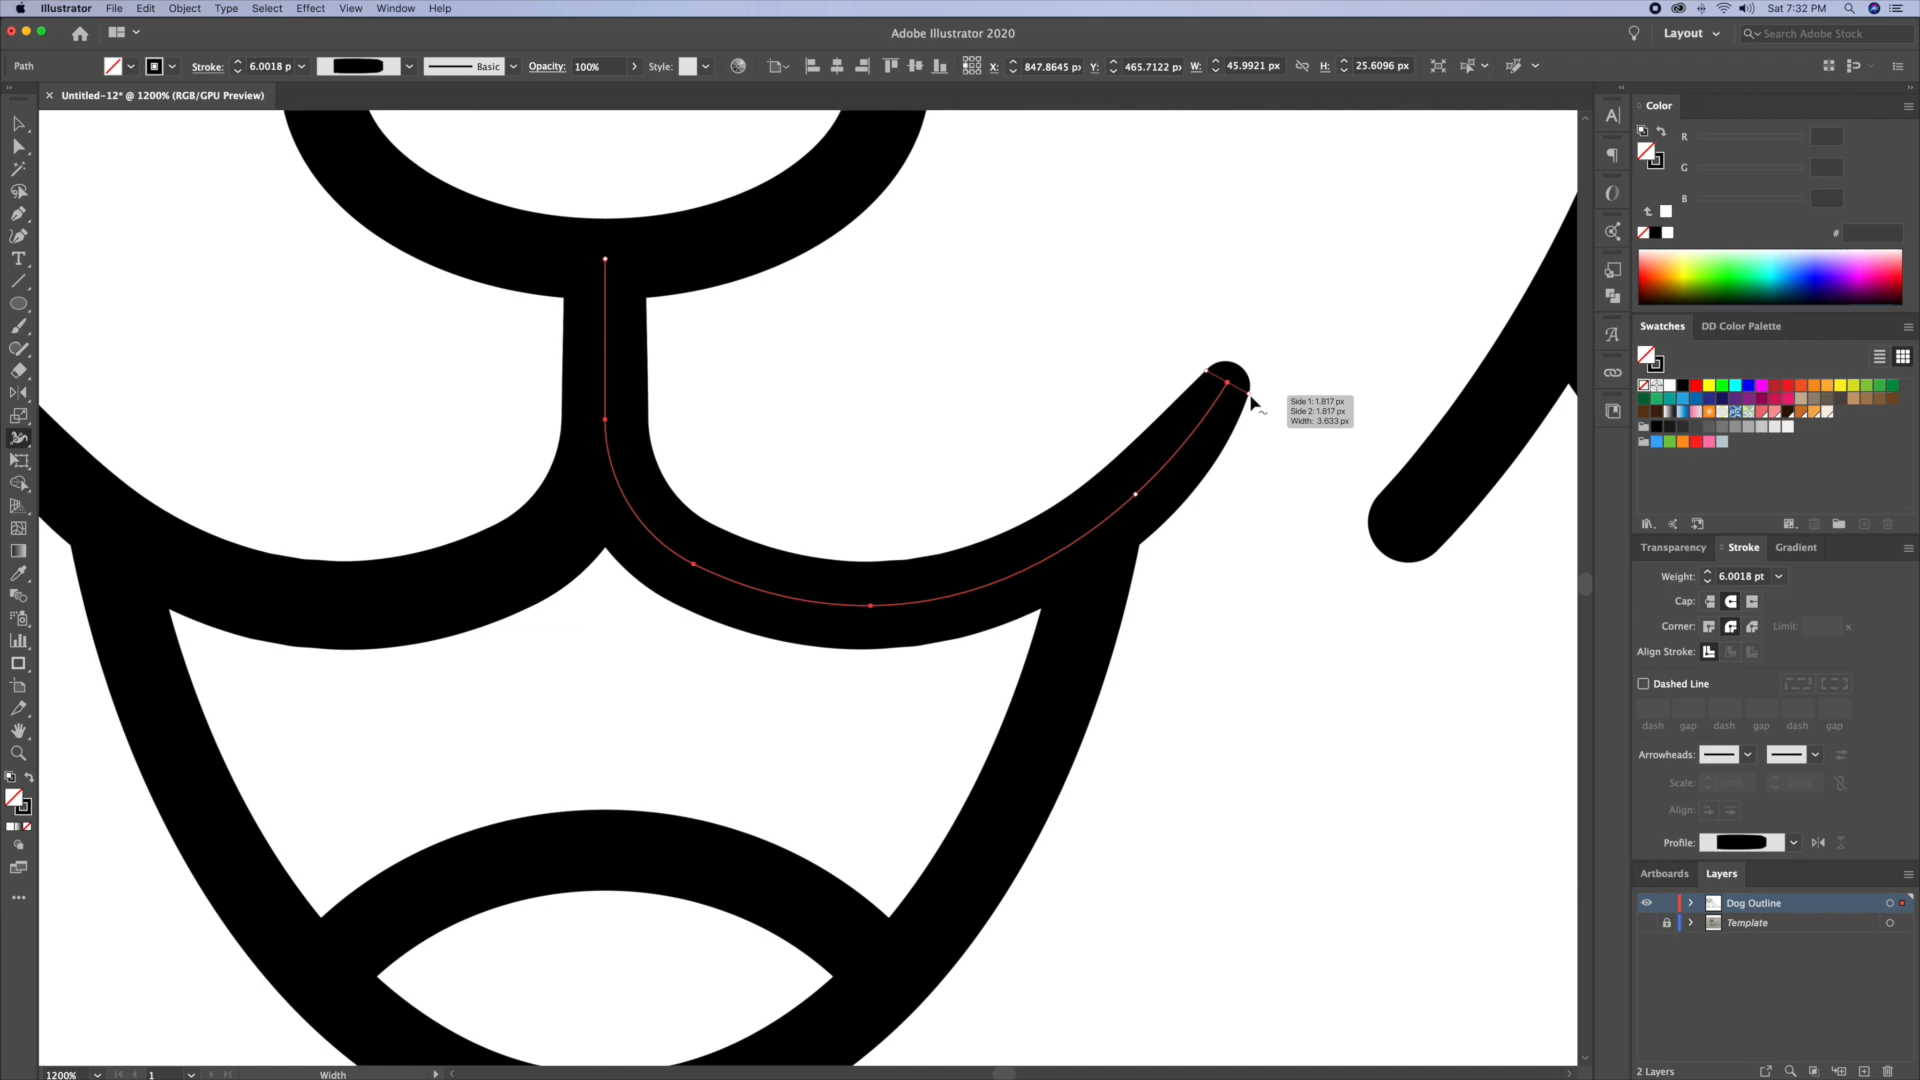 Illustrator File Edit Object Type Select Effect View Window Help Sat 7:32 PM
Adobe Illustrator 2020
Layout
Search Adobe Stock
Path Stroke: 6.0018 p Basic Opacity: 100% Style: X: 847.8645 px Y: 465.7122 px W: 45.9921 px H: 25.6096 px
× Untitled-12* @ 1200% (RGB/GPU Preview)
Side 1: 1.817 px
Side 2: 1.817 px
Width: 3.633 px
Color
R
G
B
#
Swatches DD Color Palette
Transparency Stroke Gradient
Weight: 6.0018 pt
Cap:
Corner: Limit: x
Align Stroke:
Dashed Line
dash gap dash gap dash gap
Arrowheads:
Scale: 100% 100%
Align:
Profile:
Artboards Layers
Dog Outline
Template
2 Layers
1200% 1 Width